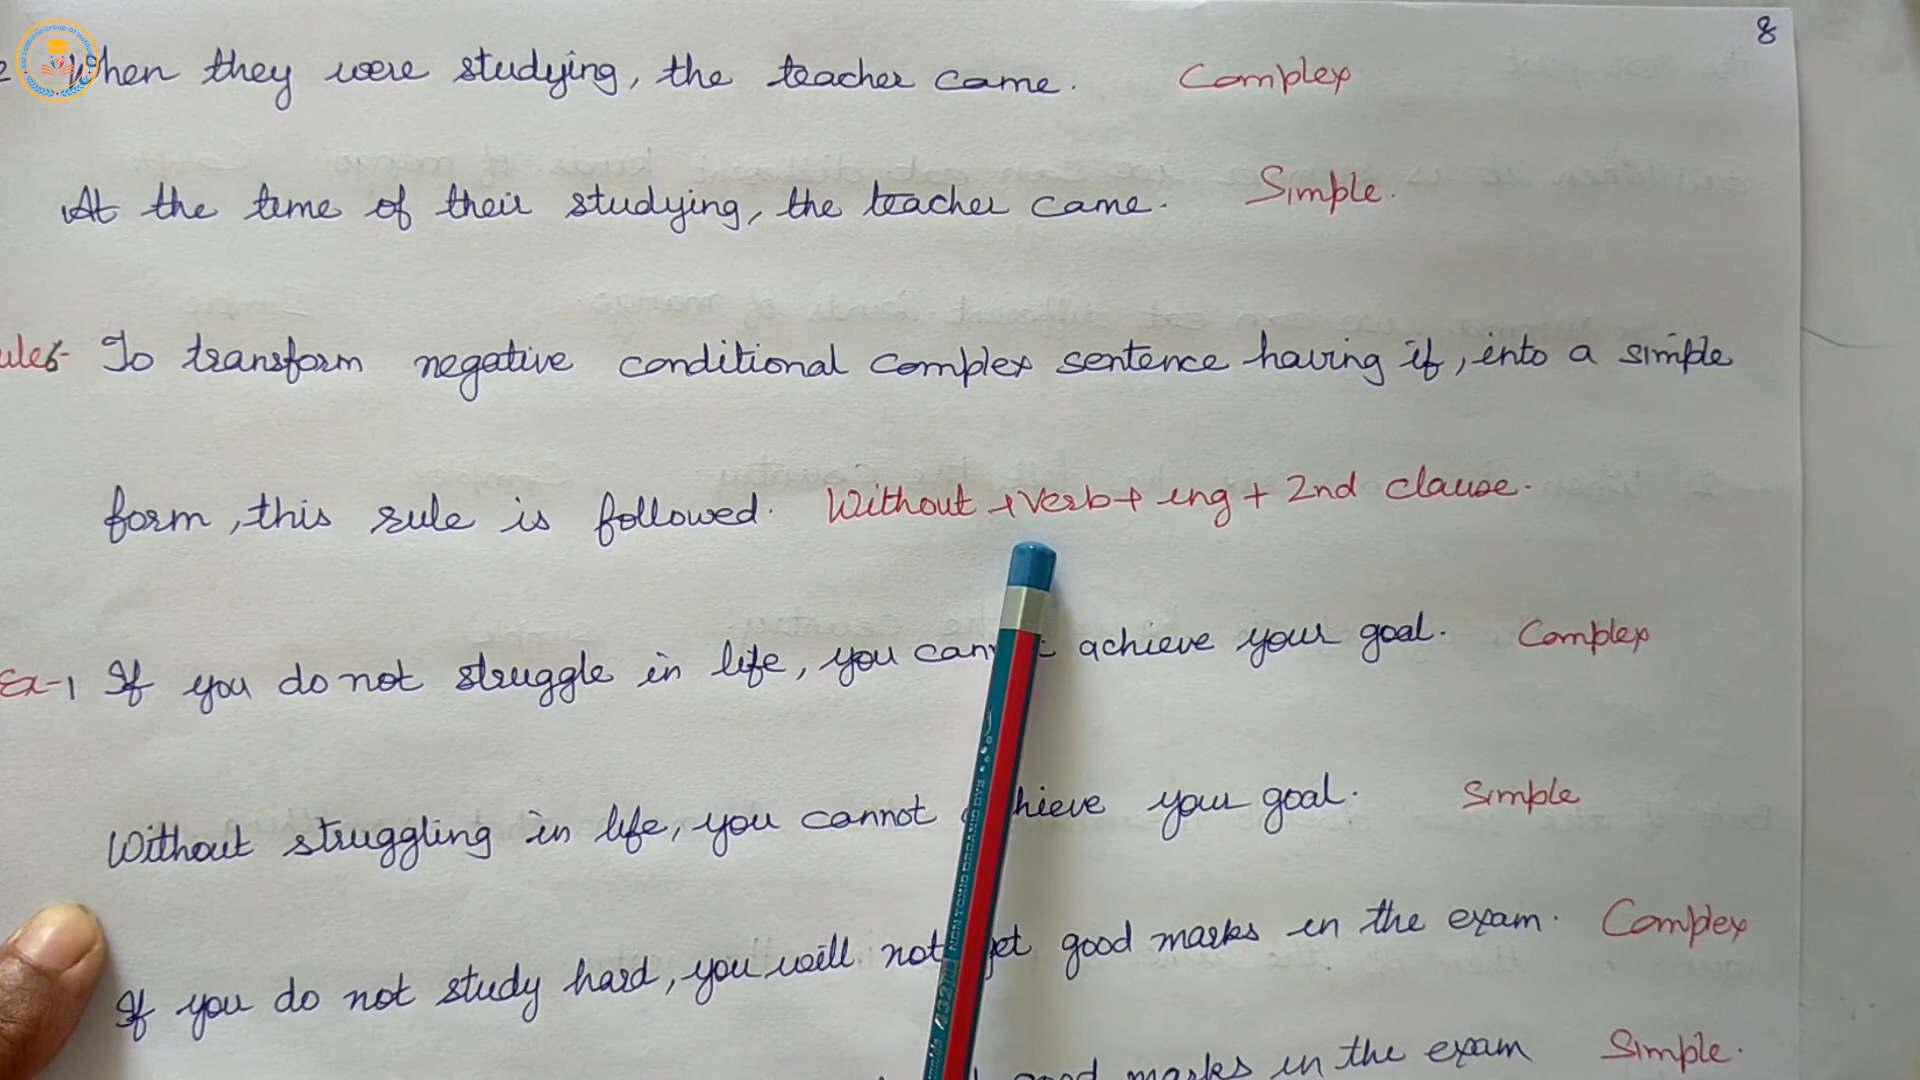 8
When they were studying, the teacher came. Complex
At the time of their studying, the teacher came. Simple.
To transform negative conditional complex sentence having if, into a simple
form, this rule is followed. Without + Verb + ing + 2nd clause.
Ex-1 If you do not struggle in life, you achieve your goal. Complex
Without struggling in life, you cannot your goal. Simple
If you do not study hard, you will not good marks in the exam. Complex
good marks in the exam Simple.